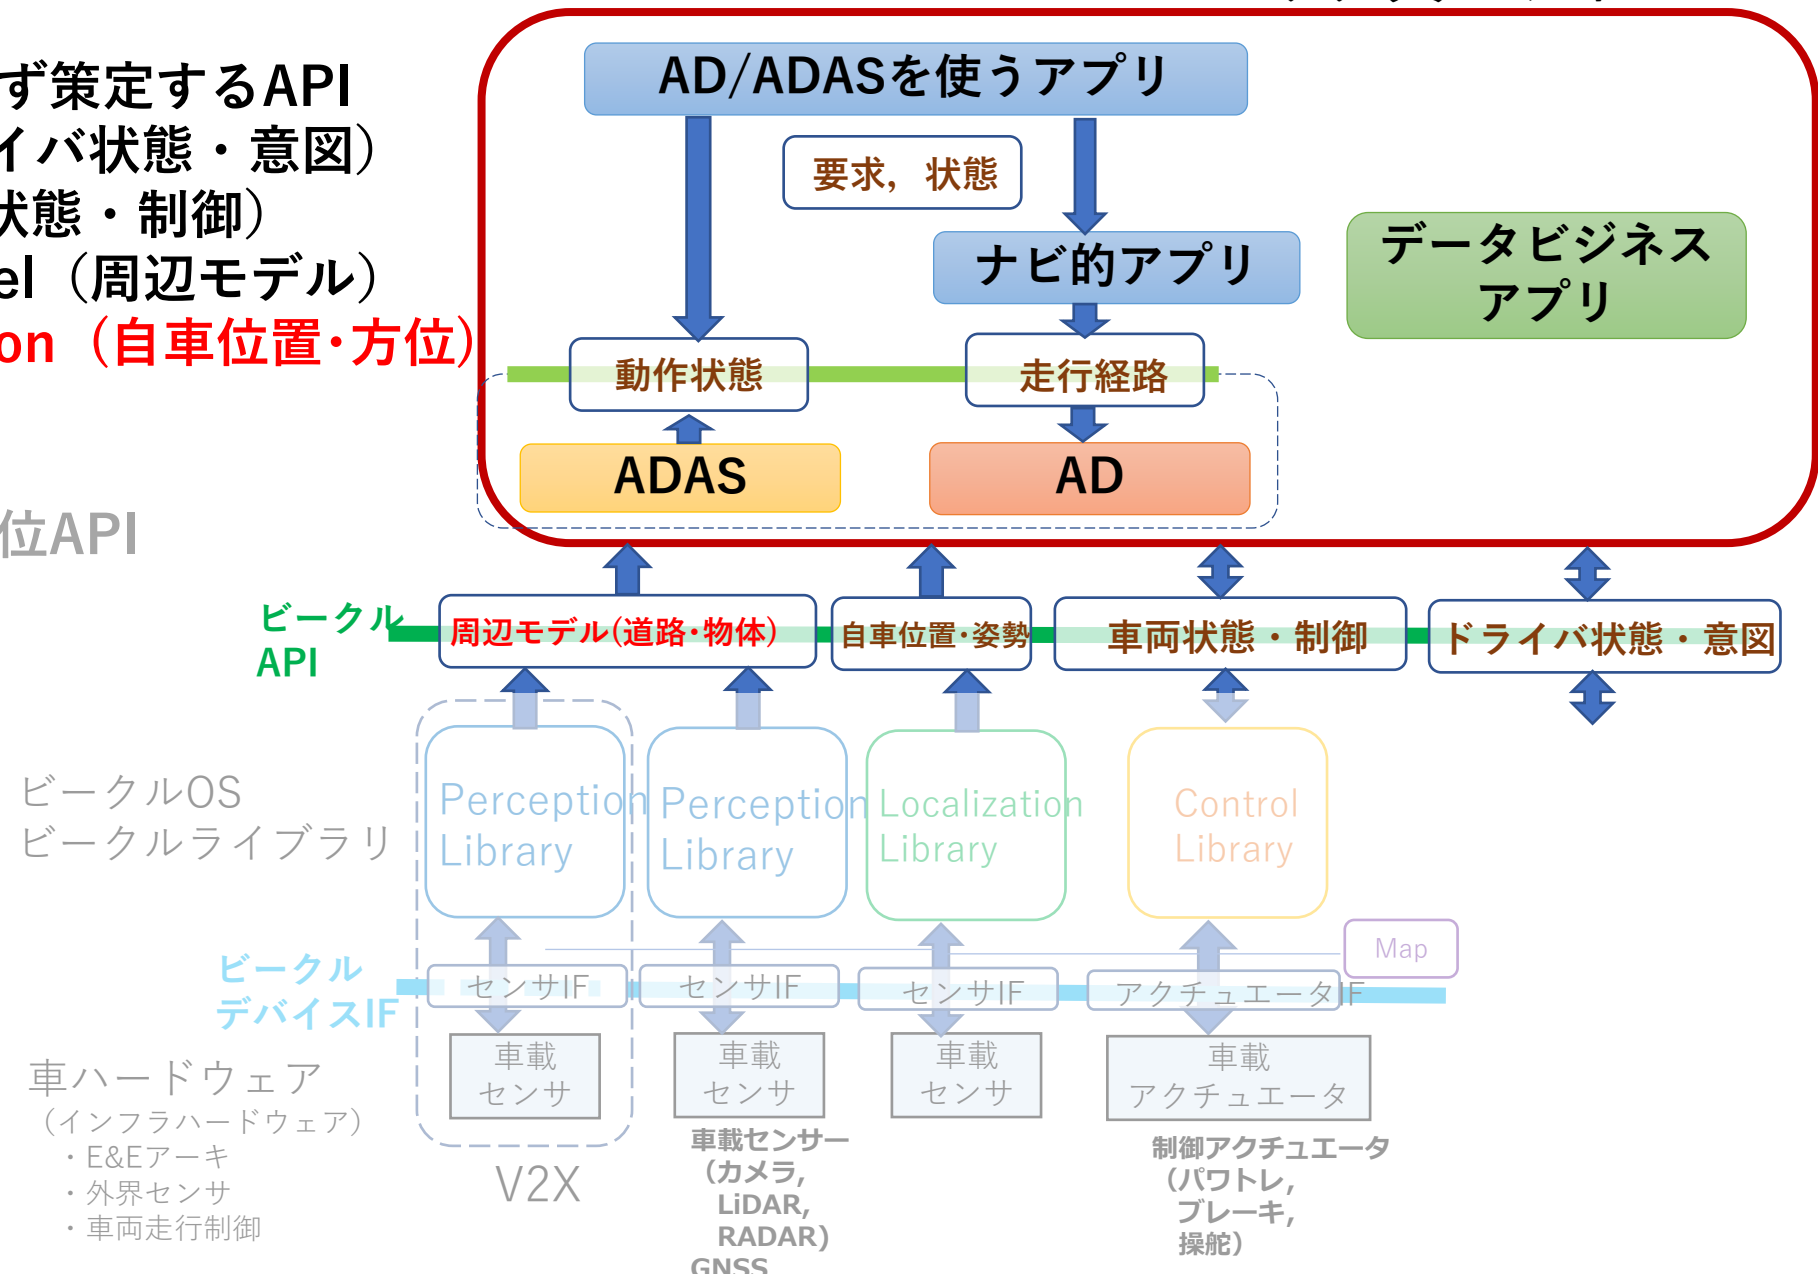 ず策定するAPI
イバ状態・意図）
状態・制御）
el（周辺モデル）
on（自車位置･方位）
位API
AD/ADASを使うアプリ
要求，状態
ナビ的アプリ
データビジネス
アプリ
動作状態
走行経路
ADAS
AD
ビークル
API
周辺モデル(道路･物体)
自車位置･姿勢
車両状態・制御
ドライバ状態・意図
ビークルOS
ビークルライブラリ
Perception
Library
Perception
Library
Localization
Library
Control
Library
Map
ビークル
デバイスIF
センサIF
センサIF
センサIF
アクチュエータIF
車ハードウェア
（インフラハードウェア）
・E&Eアーキ
・外界センサ
・車両走行制御
車載
センサ
車載
センサ
車載
センサ
車載
アクチュエータ
V2X
車載センサー
（カメラ,
LiDAR,
RADAR)
GNSS
制御アクチュエータ
（パワトレ,
ブレーキ,
操舵）